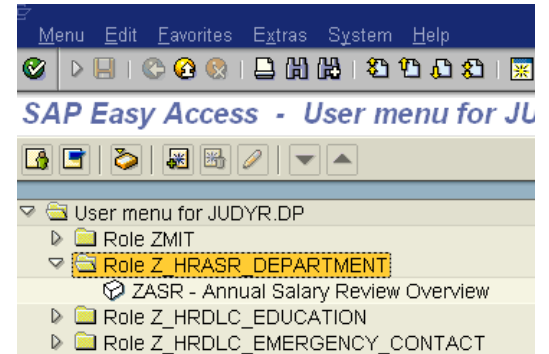 Menu Edit Favorites Extras System Help
SAP Easy Access - User menu for JU
User menu for JUDYR.DP
Role ZMIT
Role Z_HRASR_DEPARTMENT
ZASR - Annual Salary Review Overview
Role Z_HRDLC_EDUCATION
Role Z_HRDLC_EMERGENCY_CONTACT